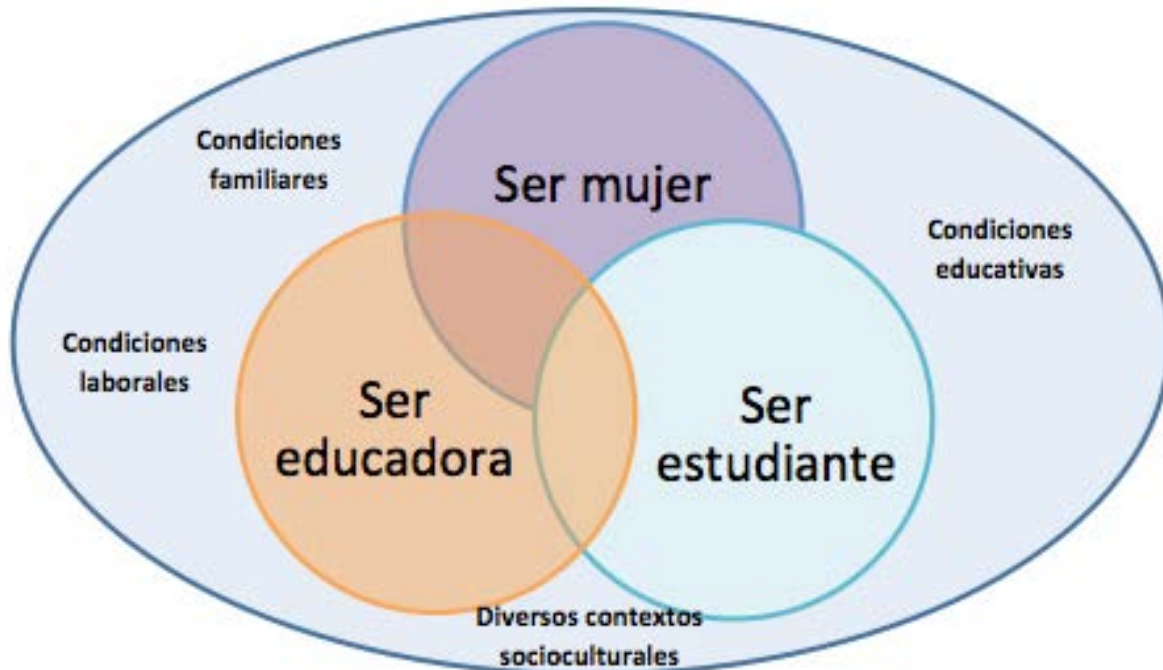 Condiciones
familiares
Ser mujer
Condiciones
educativas
Condiciones
laborales
Ser
educadora
Ser
estudiante
Diversos contextos
socioculturales